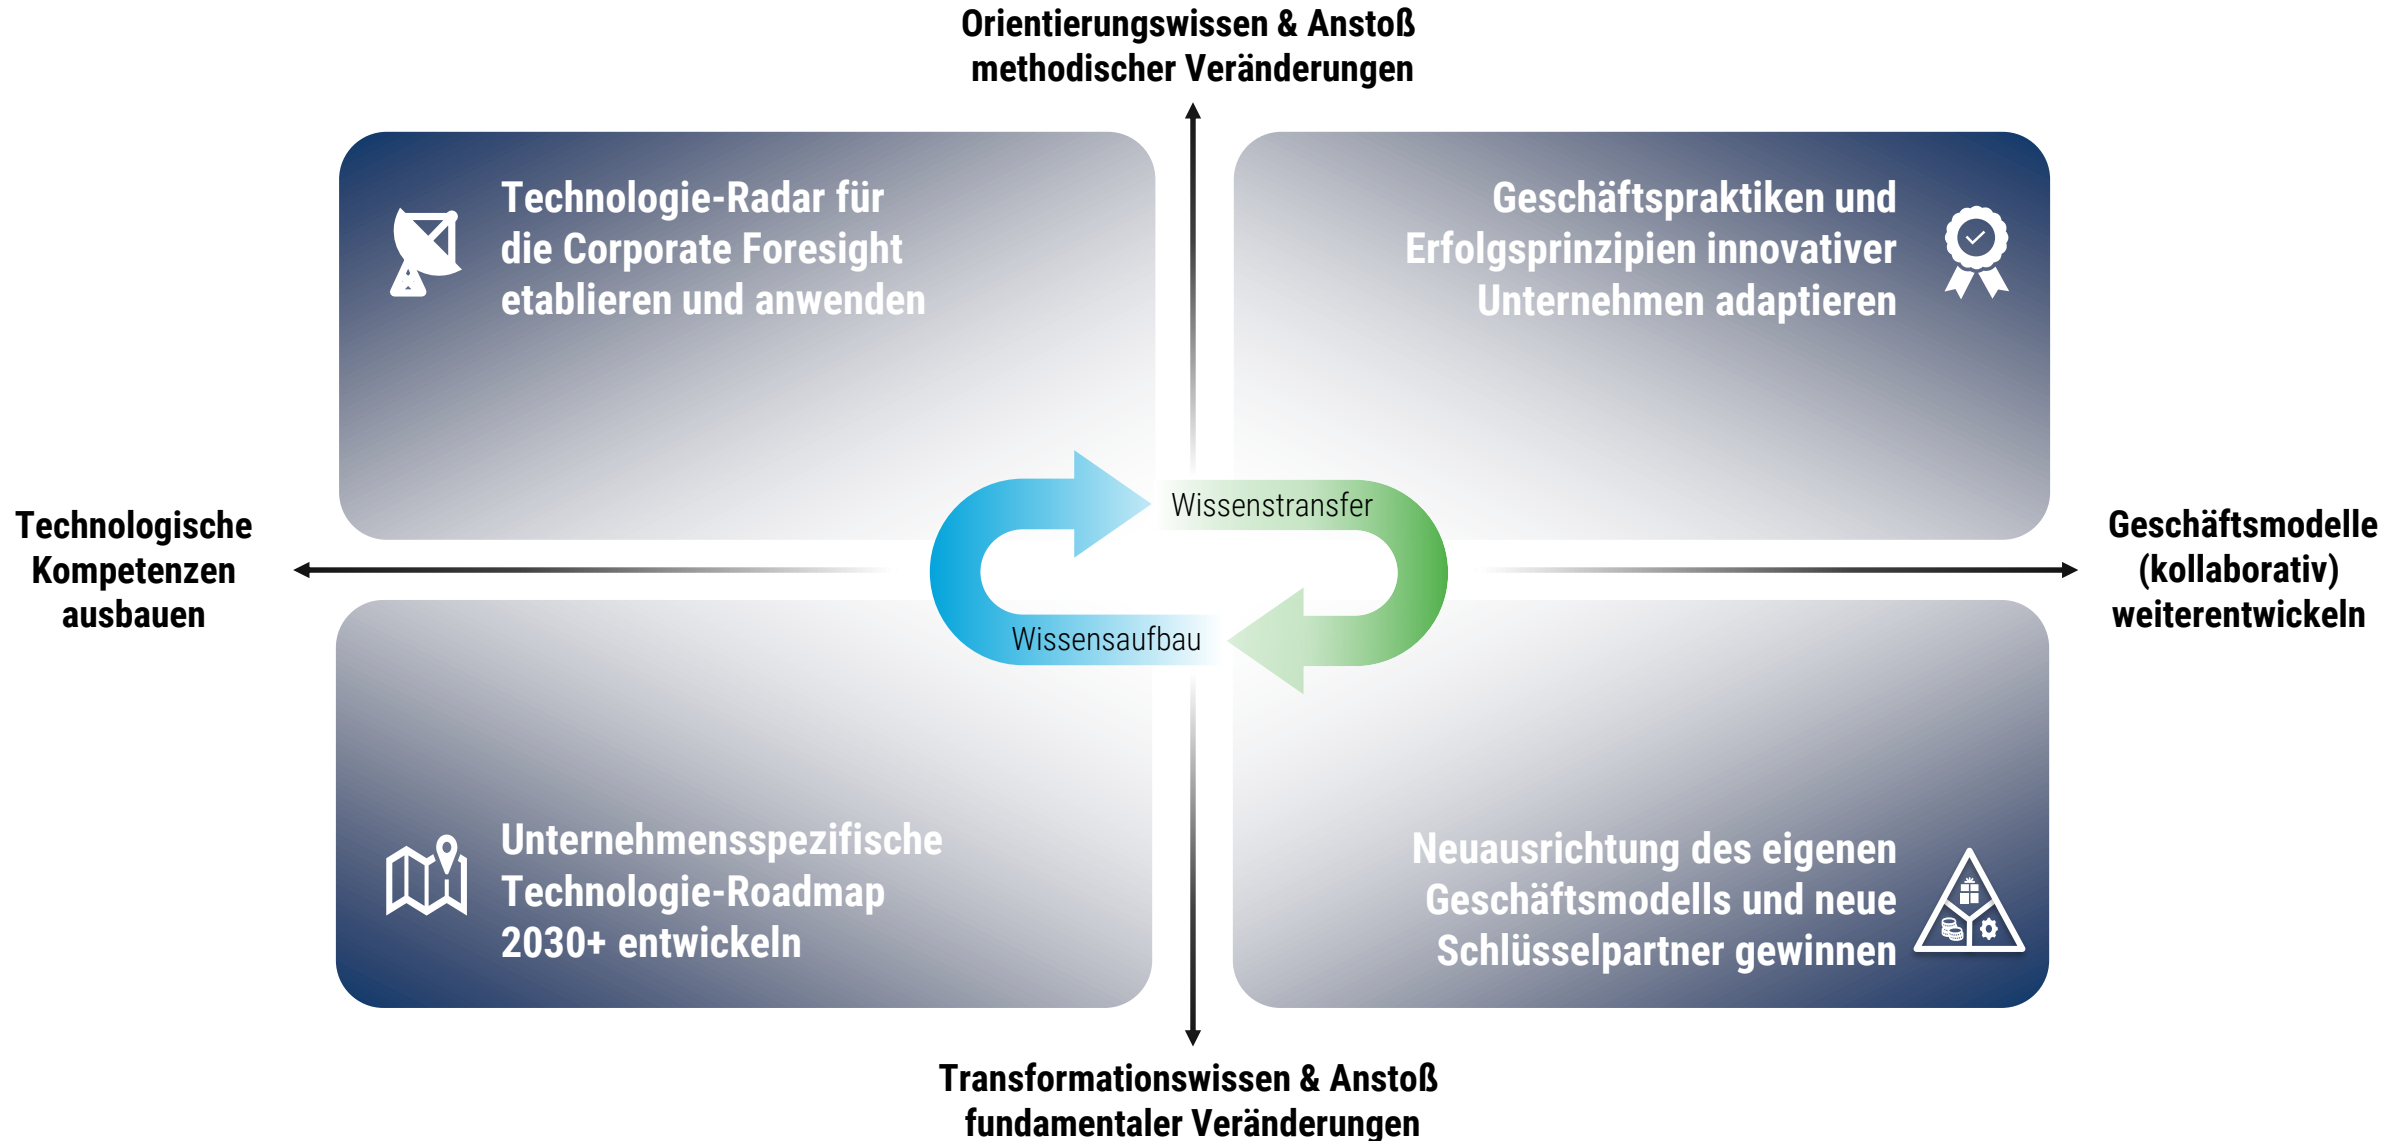 Orientierungswissen & Anstoß
methodischer Veränderungen
Technologie-Radar für
die Corporate Foresight
etablieren und anwenden
Geschäftspraktiken und
Erfolgsprinzipien innovativer
Unternehmen adaptieren
Technologische
Kompetenzen
ausbauen
Wissenstransfer
Wissensaufbau
Geschäftsmodelle
(kollaborativ)
weiterentwickeln
Unternehmensspezifische
Technologie-Roadmap
2030+ entwickeln
Neuausrichtung des eigenen
Geschäftsmodells und neue
Schlüsselpartner gewinnen
Transformationswissen & Anstoß
fundamentaler Veränderungen